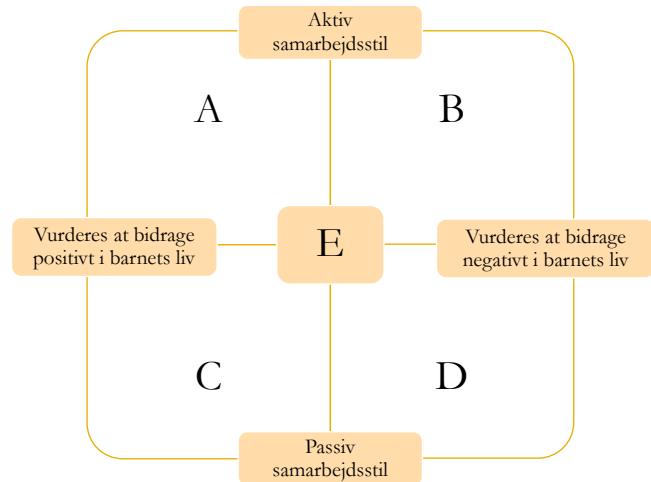 Aktiv
samarbejdsstil
A
B
Vurderes at bidrage
positivt i barnets liv
E
Vurderes at bidrage
negativt i barnets liv
C
D
Passiv
samarbejdsstil